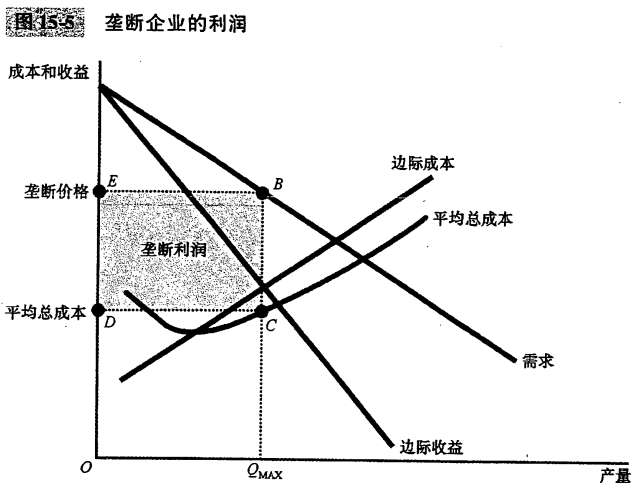 图 15-5 垄断企业的利润
成本和收益
边际成本
垄断价格
E
B
平均总成本
垄断利润
平均总成本
D
C
需求
边际收益
O
QMAX
产量